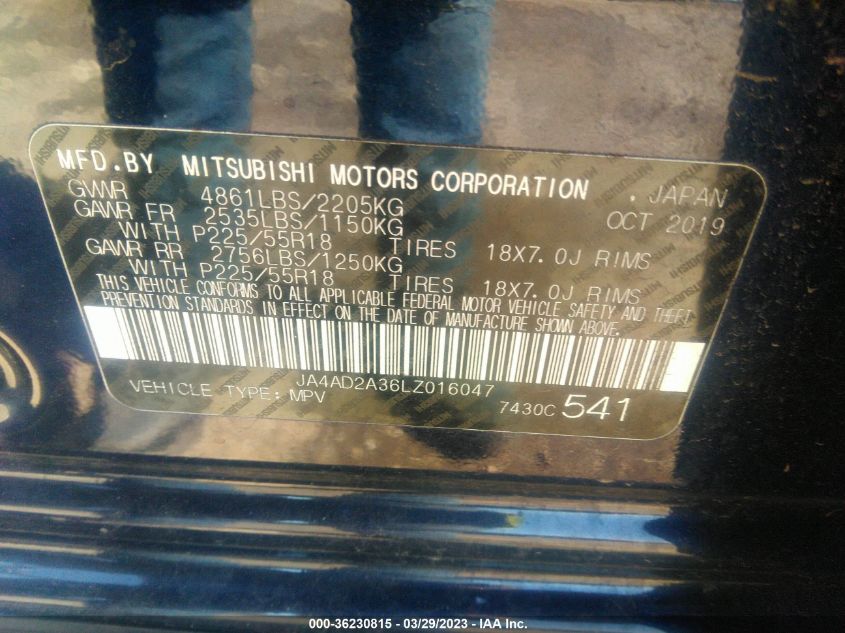 MFD.BY MITSUBISHI MOTORS CORPORATION , JAPAN
GVWR 4861LBS/2205KG OCT 2019
GAWR FR 2535LBS/1150KG
WITH P225/55R18 TIRES 18X7.0J RIMS
GAWR RR 2756LBS/1250KG
WITH P225/55R18 TIRES 18X7.0J RIMS
THIS VEHICLE CONFORMS TO ALL APPLICABLE FEDERAL MOTOR VEHICLE SAFETY AND THEFT
PREVENTION STANDARDS IN EFFECT ON THE DATE OF MANUFACTURE SHOWN ABOVE.
JA4AD2A36LZ016047
VEHICLE TYPE:MPV 7430C 541
000-36230815 — 03/29/2023 — IAA Inc.